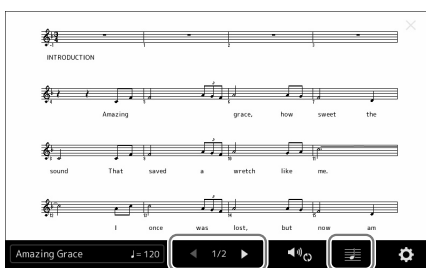 INTRODUCTION
Amazing grace, how sweet the
sound That saved a wretch like me.
I once was lost, but now am
Amazing Grace ♩= 120 1/2